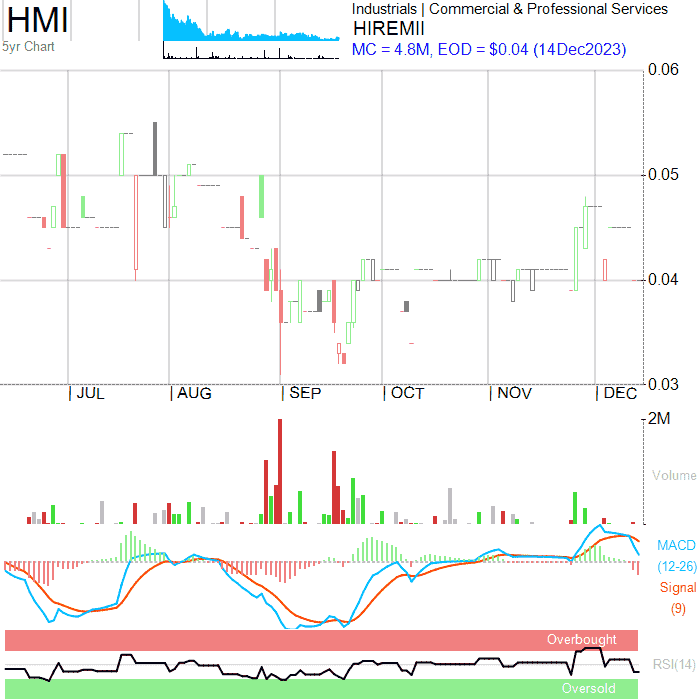 HMI
5yr Chart
Industrials | Commercial & Professional Services
HIREMII
MC = 4.8M, EOD = $0.04 (14Dec2023)
0.06
0.05
0.04
0.03
| JUL | AUG | SEP | OCT | NOV | DEC
2M
Volume
MACD
(12-26)
Signal
(9)
Overbought
RSI(14)
Oversold